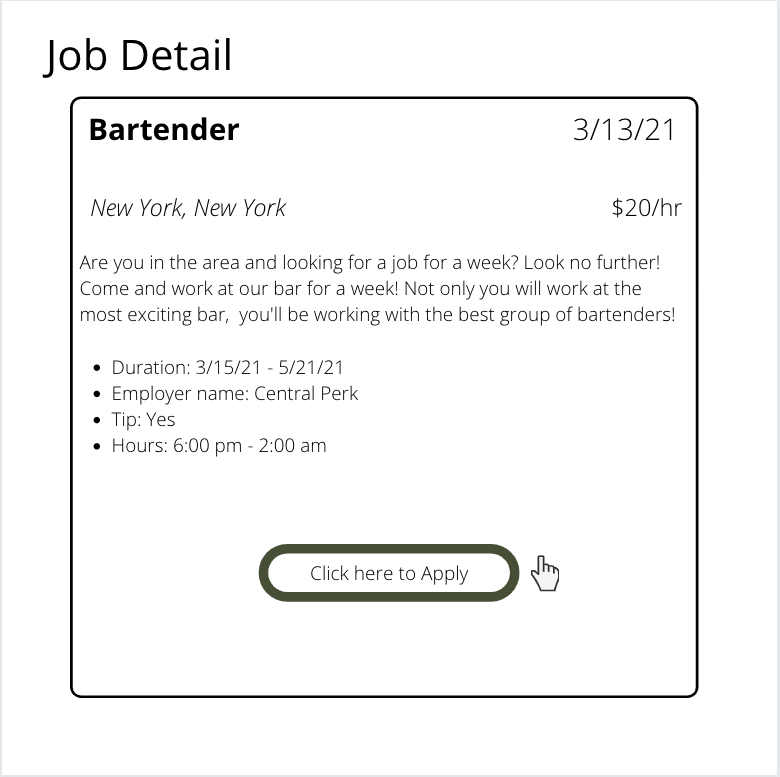 Job Detail
Bartender 3/13/21
New York, New York $20/hr
Are you in the area and looking for a job for a week? Look no further!
Come and work at our bar for a week! Not only you will work at the
most exciting bar,  you'll be working with the best group of bartenders!
• Duration: 3/15/21 - 5/21/21
• Employer name: Central Perk
• Tip: Yes
• Hours: 6:00 pm - 2:00 am
Click here to Apply